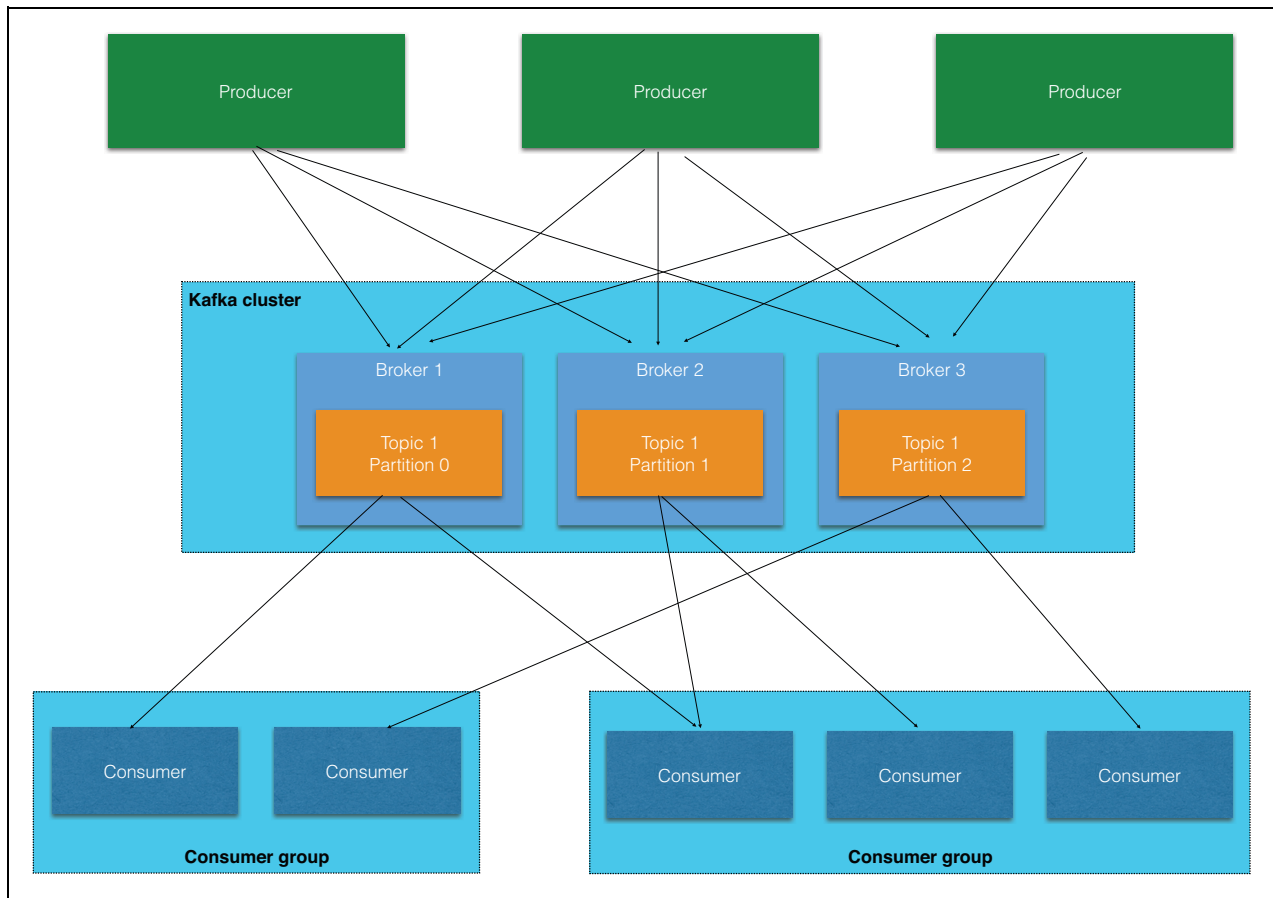 Producer
Producer
Producer
Kafka cluster
Broker 1
Broker 2
Broker 3
Topic 1
Partition 0
Topic 1
Partition 1
Topic 1
Partition 2
Consumer
Consumer
Consumer group
Consumer
Consumer
Consumer
Consumer group